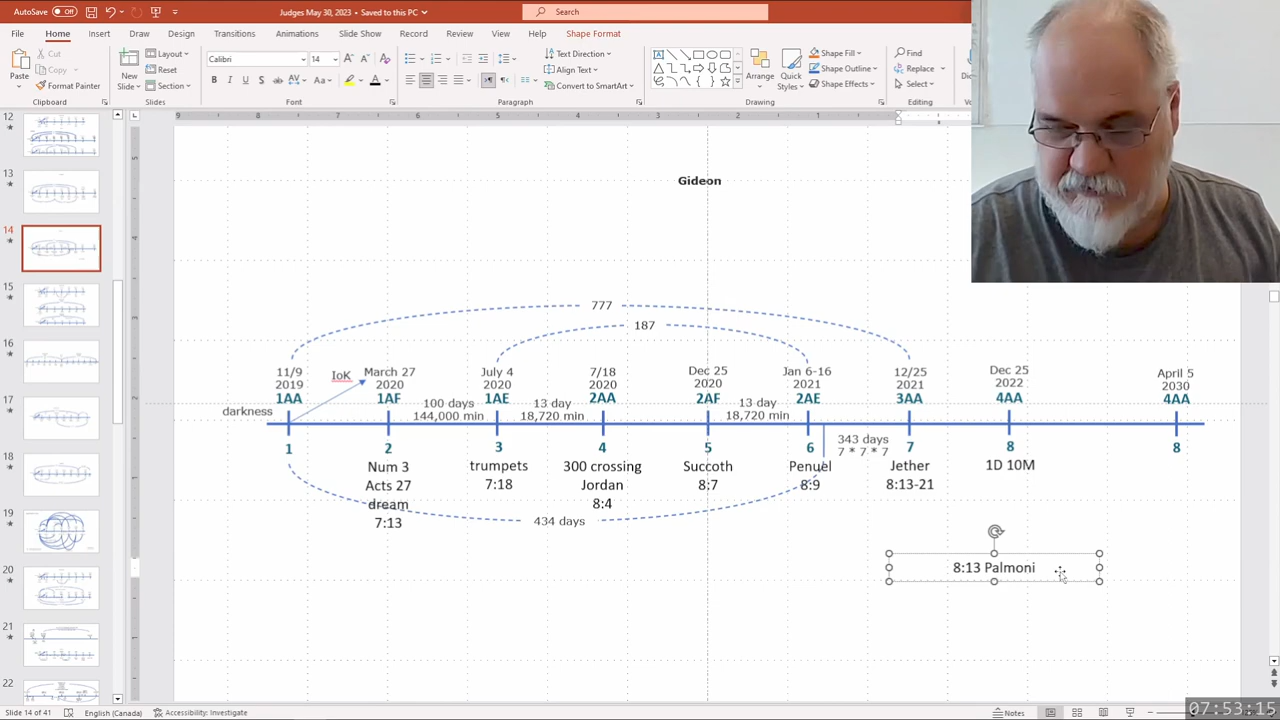 AutoSave Off Judges May 30, 2023 • Saved to this PC Search
File Home Insert Draw Design Transitions Animations Slide Show Record Review View Help Shape Format
Paste Cut Copy Format Painter Clipboard
New Slide Layout Reset Section Slides
Calibri 14 Font
Text Direction Align Text Convert to SmartArt Paragraph
Arrange Quick Styles Shape Fill Shape Outline Shape Effects Drawing
Find Replace Select Editing
12
13
14
15
19
20
21
22
Gideon
777
187
11/9 2019 1AA
IoK
March 27 2020 1AF
July 4 2020 1AE
7/18 2020 2AA
Dec 25 2020 2AF
Jan 6-16 2021 2AE
12/25 2021 3AA
Dec 25 2022 4AA
April 5 2030 4AA
darkness
100 days 144,000 min
13 day 18,720 min
13 day 18,720 min
343 days 7 * 7 * 7
1 2 3 4 5 6 7 8 8
Num 3 Acts 27 dream 7:13
trumpets 7:18
300 crossing Jordan 8:4
Succoth 8:7
Penuel 8:9
Jether 8:13-21
1D 10M
434 days
8:13 Palmoni
Slide 14 of 41 English (Canada) Accessibility: Investigate Notes
07:53:15